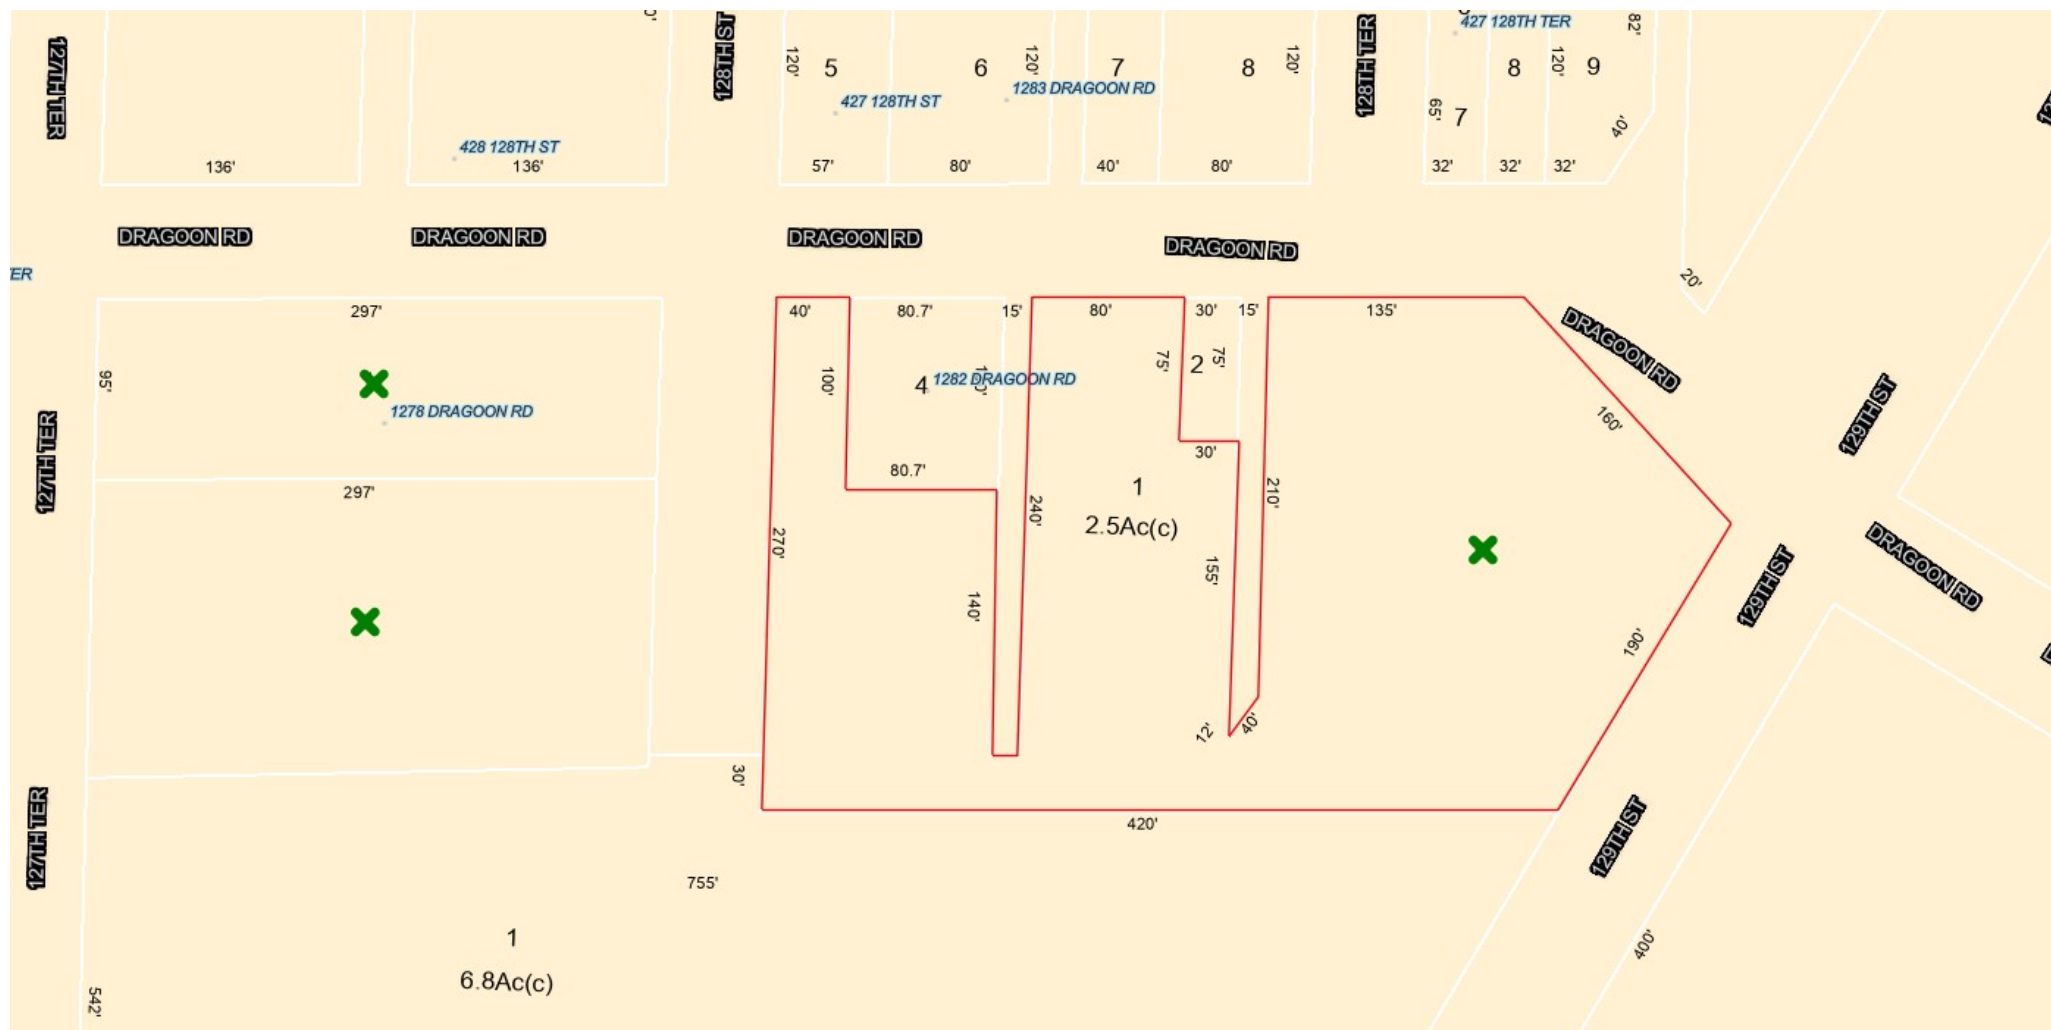 427 128TH TER
82'
127TH TER
128TH ST
120'
5
6
120'
7
8
120'
128TH TER
8
120'
9
1283 DRAGOON RD
427 128TH ST
65'
7
40'
428 128TH ST
136'
136'
57'
80'
40'
80'
32'
32'
32'
DRAGOON RD
DRAGOON RD
DRAGOON RD
DRAGOON RD
20'
297'
40'
80.7'
15'
80'
30'
15'
135'
DRAGOON RD
95'
100'
4
1282 DRAGOON RD
75'
2
75'
1278 DRAGOON RD
160'
129TH ST
127TH TER
30'
80.7'
297'
1
240'
210'
2.5Ac(c)
270'
155'
140'
DRAGOON RD
129TH ST
190'
12'
40'
30'
420'
127TH TER
129TH ST
755'
1
400'
6.8Ac(c)
542'